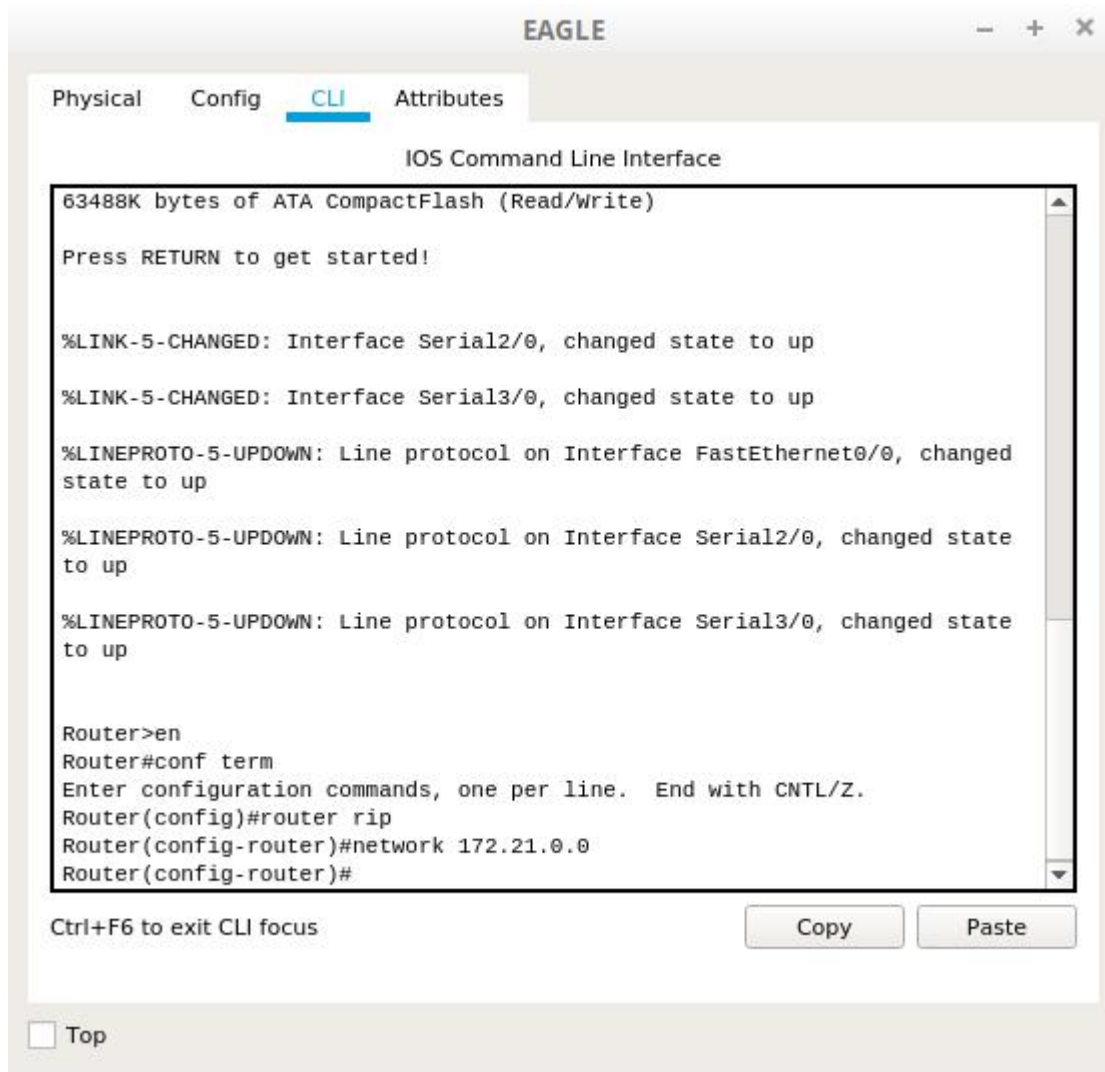 EAGLE
Physical Config CLI Attributes
IOS Command Line Interface
63488K bytes of ATA CompactFlash (Read/Write)
Press RETURN to get started!
%LINK-5-CHANGED: Interface Serial2/0, changed state to up
%LINK-5-CHANGED: Interface Serial3/0, changed state to up
%LINEPROTO-5-UPDOWN: Line protocol on Interface FastEthernet0/0, changed
state to up
%LINEPROTO-5-UPDOWN: Line protocol on Interface Serial2/0, changed state
to up
%LINEPROTO-5-UPDOWN: Line protocol on Interface Serial3/0, changed state
to up
Router>en
Router#conf term
Enter configuration commands, one per line.  End with CNTL/Z.
Router(config)#router rip
Router(config-router)#network 172.21.0.0
Router(config-router)#
Ctrl+F6 to exit CLI focus Copy Paste
Top